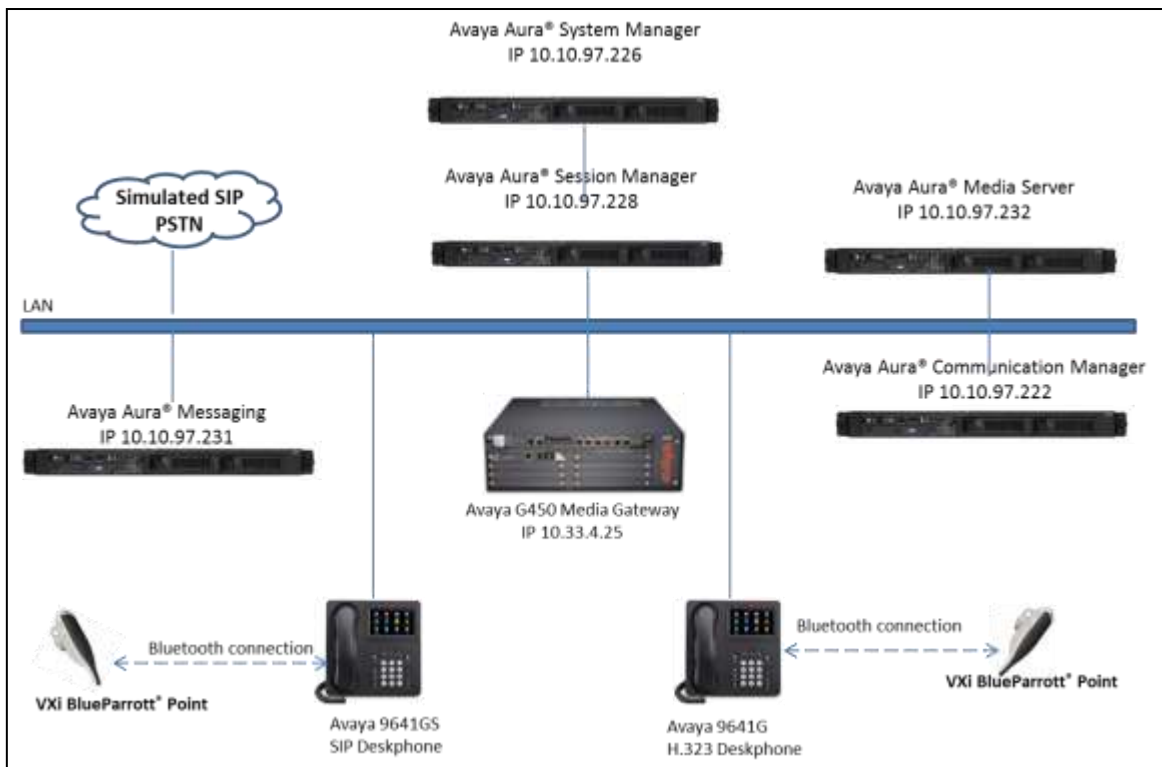 Avaya Aura® System Manager
IP 10.10.97.226
Avaya Aura® Session Manager
IP 10.10.97.228
Simulated SIP
PSTN
Avaya Aura® Media Server
IP 10.10.97.232
LAN
Avaya Aura® Messaging
IP 10.10.97.231
Avaya G450 Media Gateway
IP 10.33.4.25
Avaya Aura® Communication Manager
IP 10.10.97.222
Bluetooth connection
VXi BlueParrott® Point
Avaya 9641GS
SIP Deskphone
Bluetooth connection
VXi BlueParrott® Point
Avaya 9641G
H.323 Deskphone